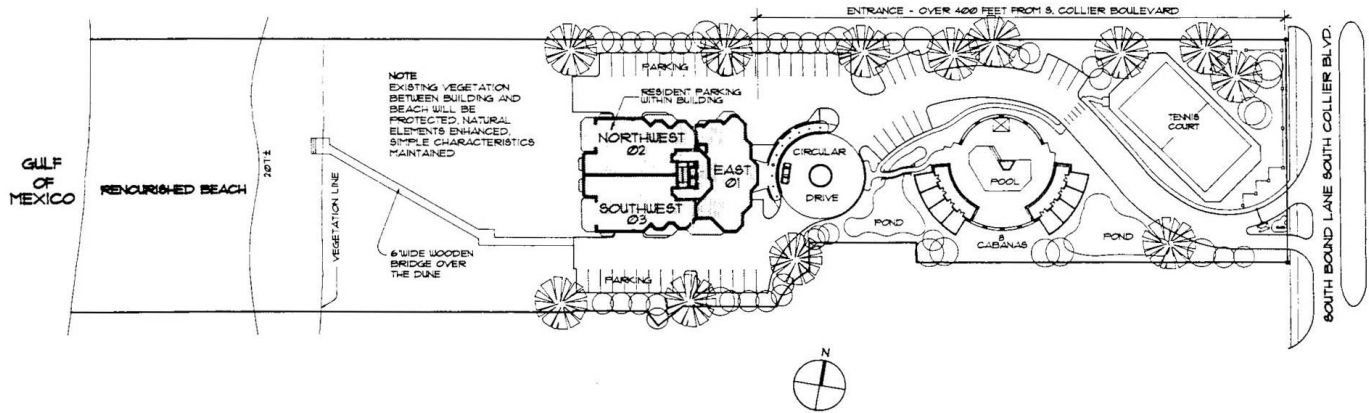 ENTRANCE - OVER 400 FEET FROM S. COLLIER BOULEVARD
PARKING
NOTE
EXISTING VEGETATION
BETWEEN BUILDING AND
BEACH WILL BE
PROTECTED, NATURAL
ELEMENTS ENHANCED,
SIMPLE CHARACTERISTICS
MAINTAINED
RESIDENT PARKING
WITHIN BUILDING
NORTHWEST
02
EAST
01
SOUTHWEST
03
CIRCULAR
DRIVE
TENNIS
COURT
POOL
POND
8
CABANAS
POND
GULF
OF
MEXICO
RENOURISHED BEACH
207'±
VEGETATION LINE
6' WIDE WOODEN
BRIDGE OVER
THE DUNE
PARKING
SOUTH BOUND LANE SOUTH COLLIER BLVD.
N